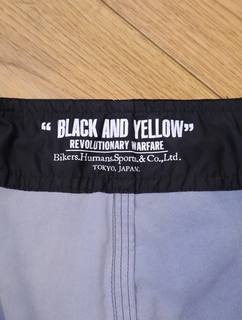 “BLACK AND YELLOW”
REVOLUTIONARY WARFARE
Bikers.Humans.Sports.&Co.,Ltd.
TOKYO, JAPAN.